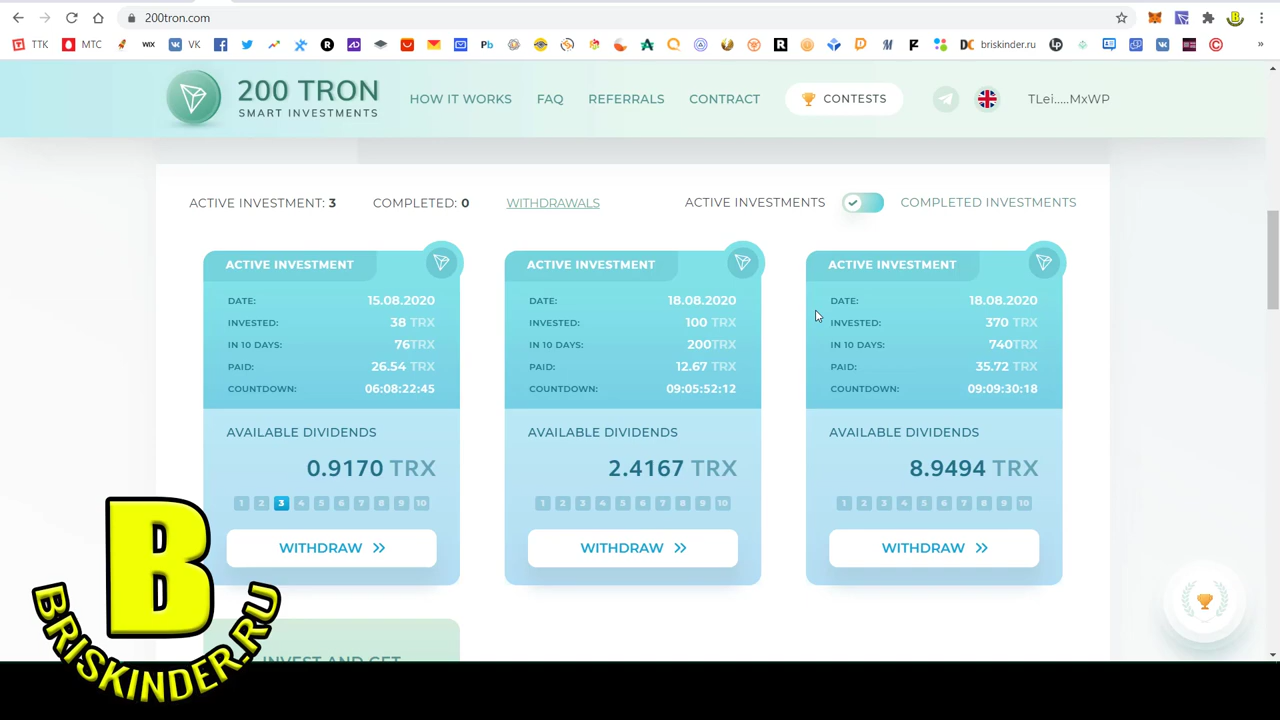 200tron.com
TTK
МТС
WIX
VK
Pb
briskinder.ru
200 TRON
SMART INVESTMENTS
HOW IT WORKS
FAQ
REFERRALS
CONTRACT
CONTESTS
TLei.....MxWP
ACTIVE INVESTMENT: 3
COMPLETED: 0
WITHDRAWALS
ACTIVE INVESTMENTS
COMPLETED INVESTMENTS
ACTIVE INVESTMENT
DATE: 15.08.2020
INVESTED: 38 TRX
IN 10 DAYS: 76TRX
PAID: 26.54 TRX
COUNTDOWN: 06:08:22:45
AVAILABLE DIVIDENDS
0.9170 TRX
1 2 3 4 5 6 7 8 9 10
WITHDRAW >>
ACTIVE INVESTMENT
DATE: 18.08.2020
INVESTED: 100 TRX
IN 10 DAYS: 200TRX
PAID: 12.67 TRX
COUNTDOWN: 09:05:52:12
AVAILABLE DIVIDENDS
2.4167 TRX
1 2 3 4 5 6 7 8 9 10
WITHDRAW >>
ACTIVE INVESTMENT
DATE: 18.08.2020
INVESTED: 370 TRX
IN 10 DAYS: 740TRX
PAID: 35.72 TRX
COUNTDOWN: 09:09:30:18
AVAILABLE DIVIDENDS
8.9494 TRX
1 2 3 4 5 6 7 8 9 10
WITHDRAW >>
INVEST AND GET
B
BRISKINDER.RU